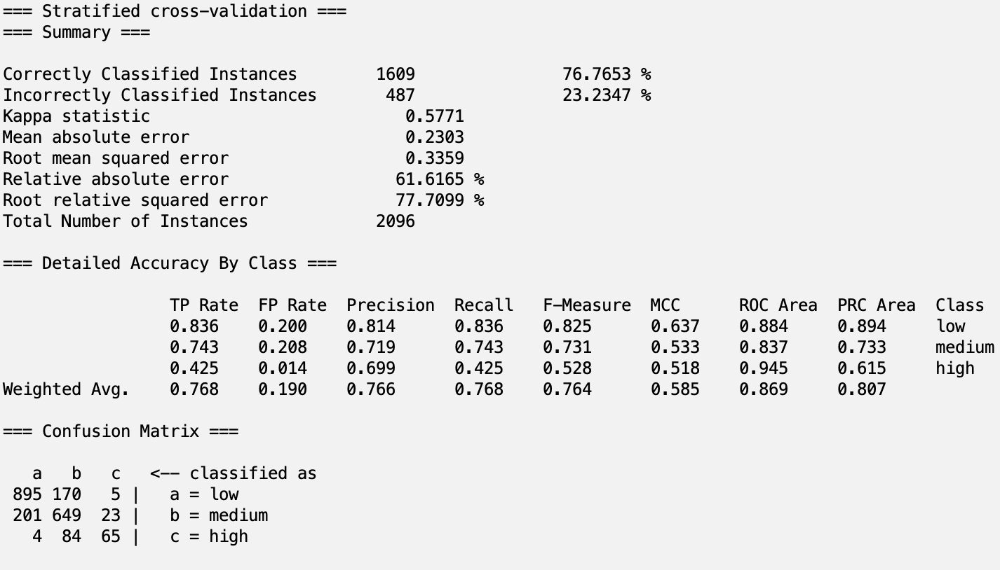 === Stratified cross-validation ===
=== Summary ===
Correctly Classified Instances        1609               76.7653 %
Incorrectly Classified Instances       487               23.2347 %
Kappa statistic                          0.5771
Mean absolute error                      0.2303
Root mean squared error                  0.3359
Relative absolute error                 61.6165 %
Root relative squared error             77.7099 %
Total Number of Instances             2096
=== Detailed Accuracy By Class ===
                 TP Rate  FP Rate  Precision  Recall   F-Measure  MCC      ROC Area  PRC Area  Class
                 0.836    0.200    0.814      0.836    0.825      0.637    0.884     0.894     low
                 0.743    0.208    0.719      0.743    0.731      0.533    0.837     0.733     medium
                 0.425    0.014    0.699      0.425    0.528      0.518    0.945     0.615     high
Weighted Avg.    0.768    0.190    0.766      0.768    0.764      0.585    0.869     0.807
=== Confusion Matrix ===
   a   b   c   <-- classified as
 895 170   5 |   a = low
 201 649  23 |   b = medium
   4  84  65 |   c = high